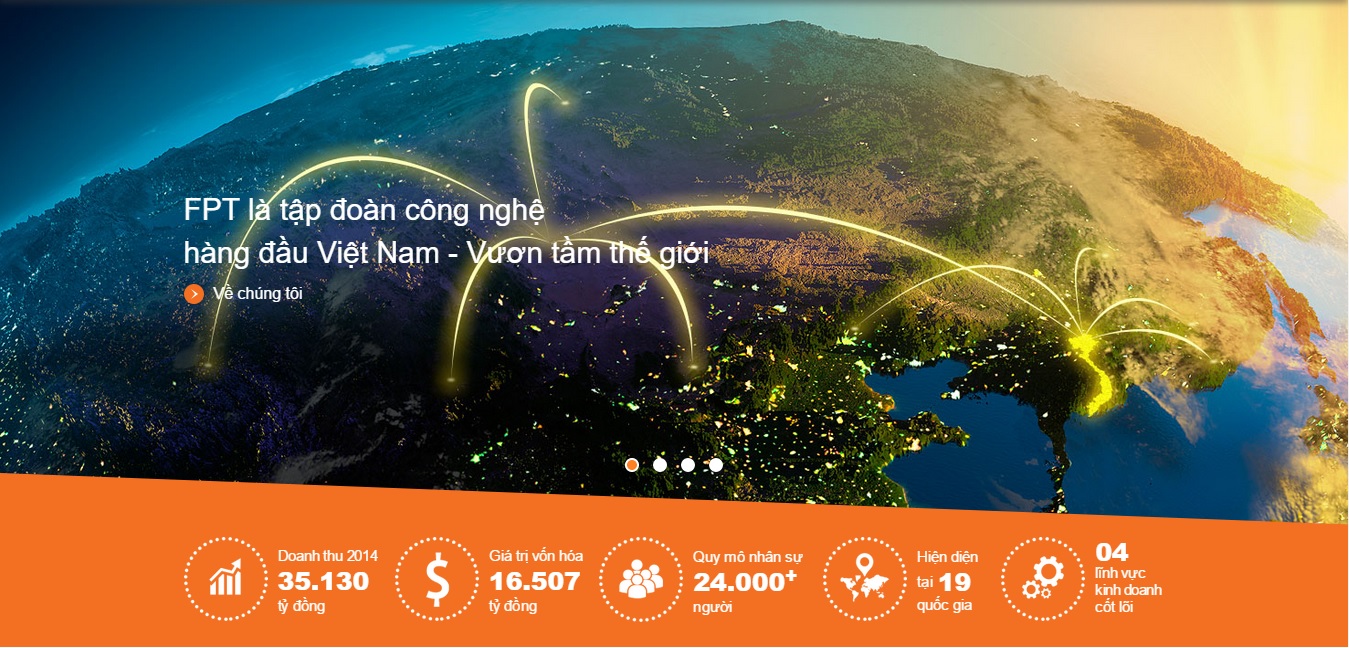 FPT là tập đoàn công nghệ
hàng đầu Việt Nam - Vươn tầm thế giới
Về chúng tôi
Doanh thu 2014
35.130
tỷ đồng
Giá trị vốn hóa
16.507
tỷ đồng
Quy mô nhân sự
24.000+
người
Hiện diện
tại 19
quốc gia
04
lĩnh vực
kinh doanh
cốt lõi